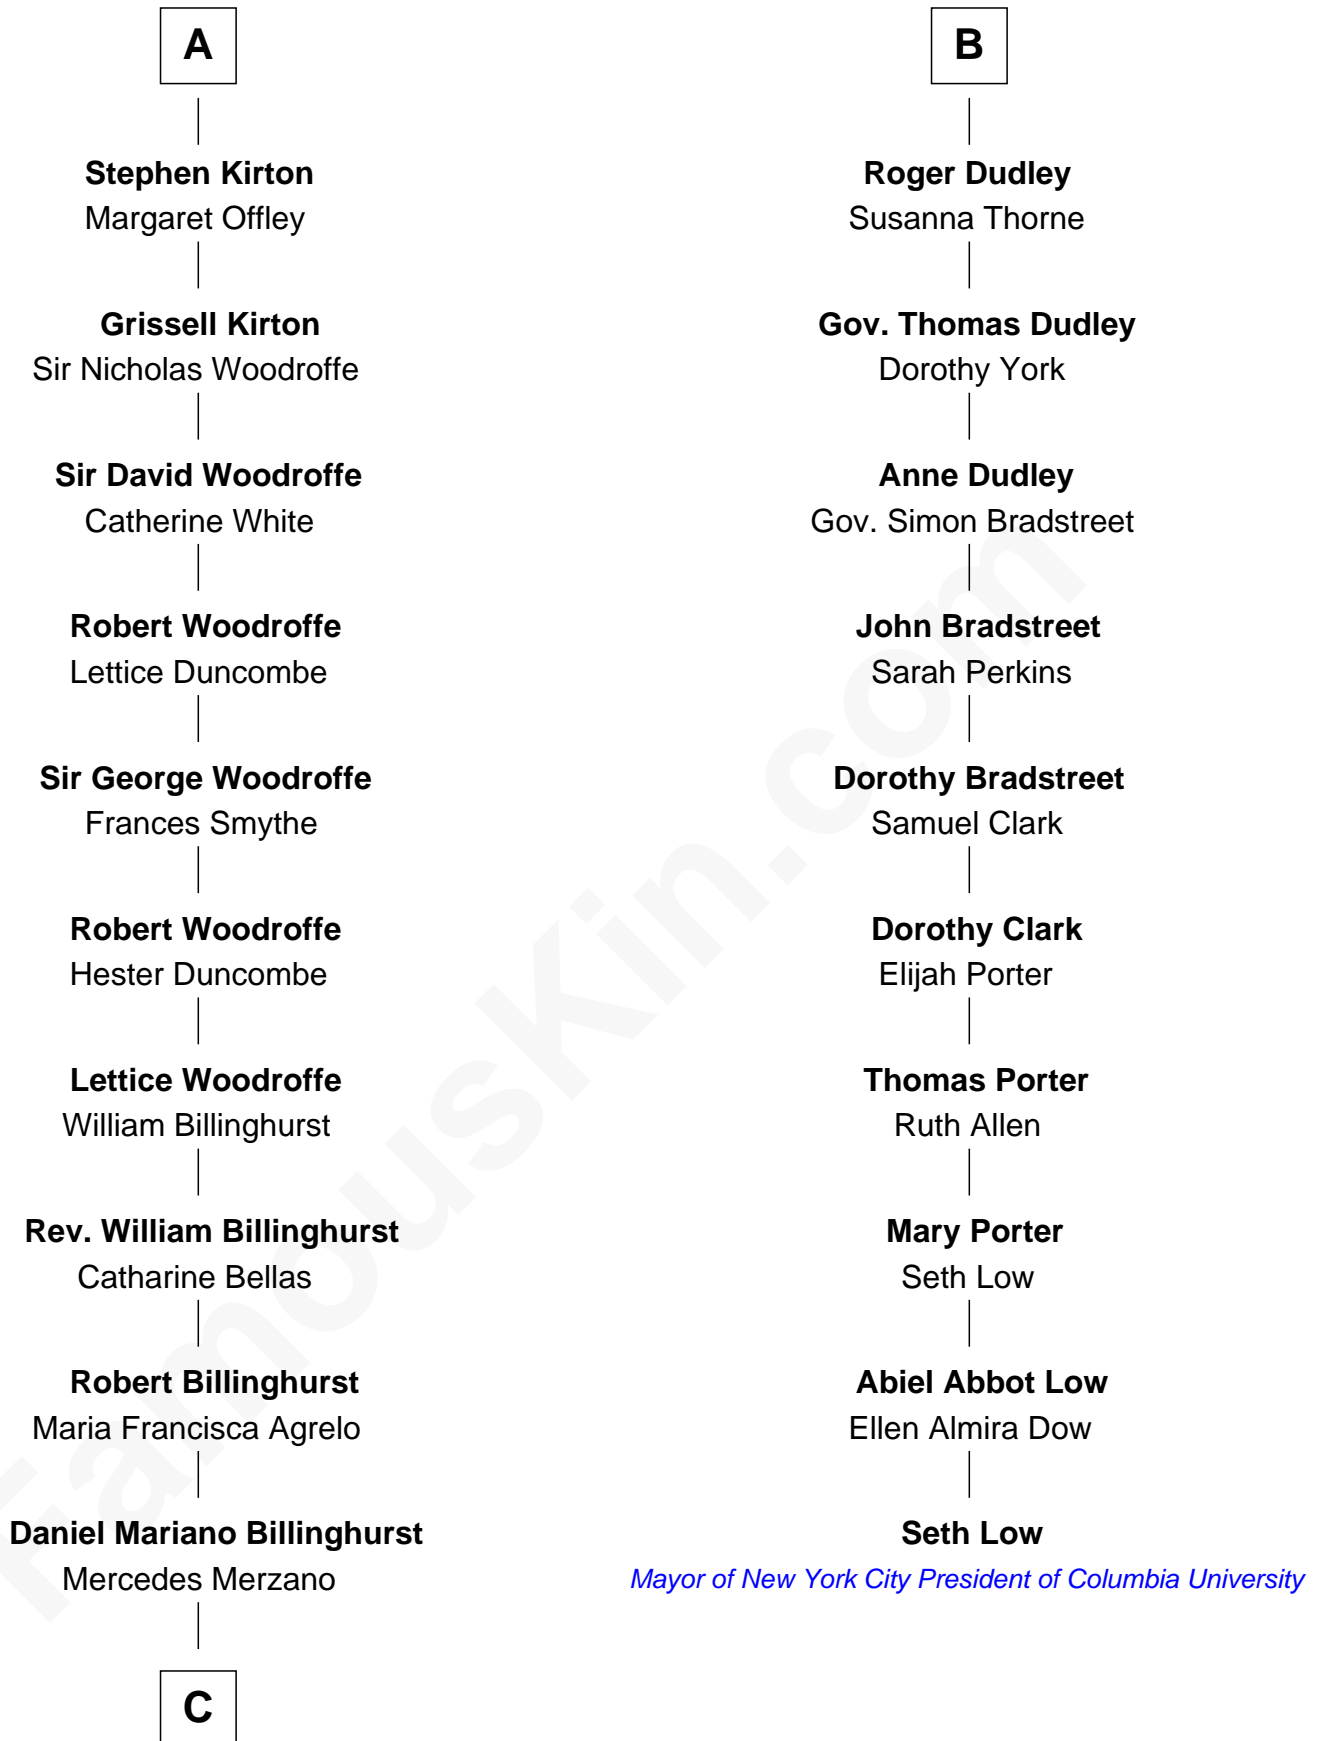 A
Stephen Kirton
Margaret Offley
Grissell Kirton
Sir Nicholas Woodroffe
Sir David Woodroffe
Catherine White
Robert Woodroffe
Lettice Duncombe
Sir George Woodroffe
Frances Smythe
Robert Woodroffe
Hester Duncombe
Lettice Woodroffe
William Billinghurst
Rev. William Billinghurst
Catharine Bellas
Robert Billinghurst
Maria Francisca Agrelo
Daniel Mariano Billinghurst
Mercedes Merzano
C
B
Roger Dudley
Susanna Thorne
Gov. Thomas Dudley
Dorothy York
Anne Dudley
Gov. Simon Bradstreet
John Bradstreet
Sarah Perkins
Dorothy Bradstreet
Samuel Clark
Dorothy Clark
Elijah Porter
Thomas Porter
Ruth Allen
Mary Porter
Seth Low
Abiel Abbot Low
Ellen Almira Dow
Seth Low
Mayor of New York City President of Columbia University
FamousKin.com